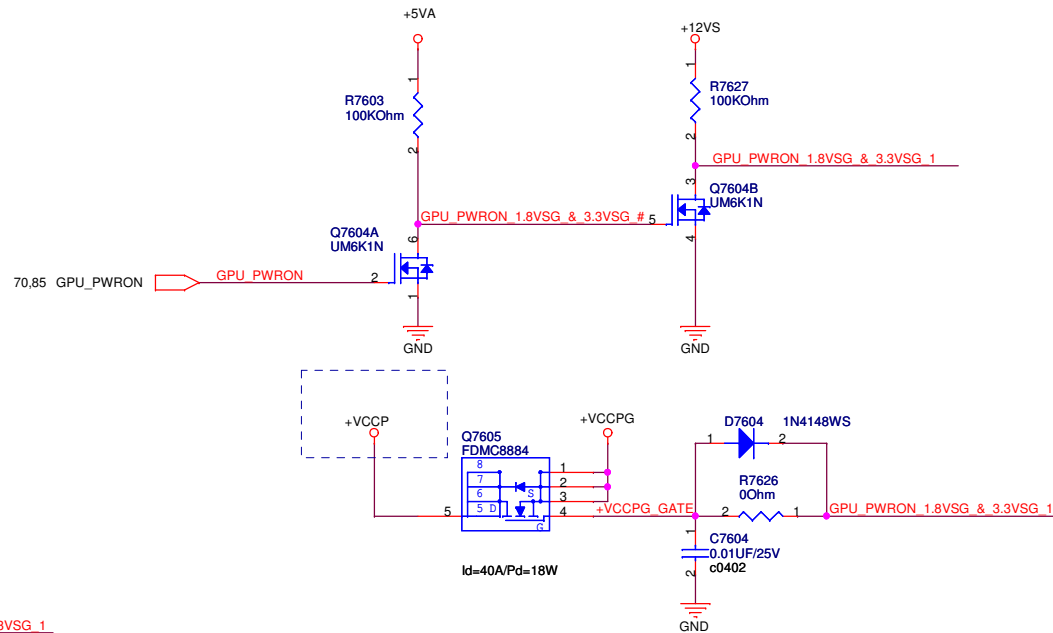 +5VA
+12VS
1
1
R7603
100KOhm
R7627
100KOhm
2
2
GPU_PWRON_1.8VSG_&_3.3VSG_1
3
Q7604B
UM6K1N
GPU_PWRON_1.8VSG_&_3.3VSG_#
5
Q7604A
UM6K1N
6
4
70,85 GPU_PWRON
GPU_PWRON
2
1
GND
GND
+VCCP
+VCCPG
D7604
1N4148WS
Q7605
FDMC8884
1
2
8
1
7
2
6
3
S
D
5
5
4
G
+VCCPG_GATE
R7626
0Ohm
2
1
GPU_PWRON_1.8VSG_&_3.3VSG_1
1
C7604
0.01UF/25V
c0402
2
Id=40A/Pd=18W
GND
3VSG_1